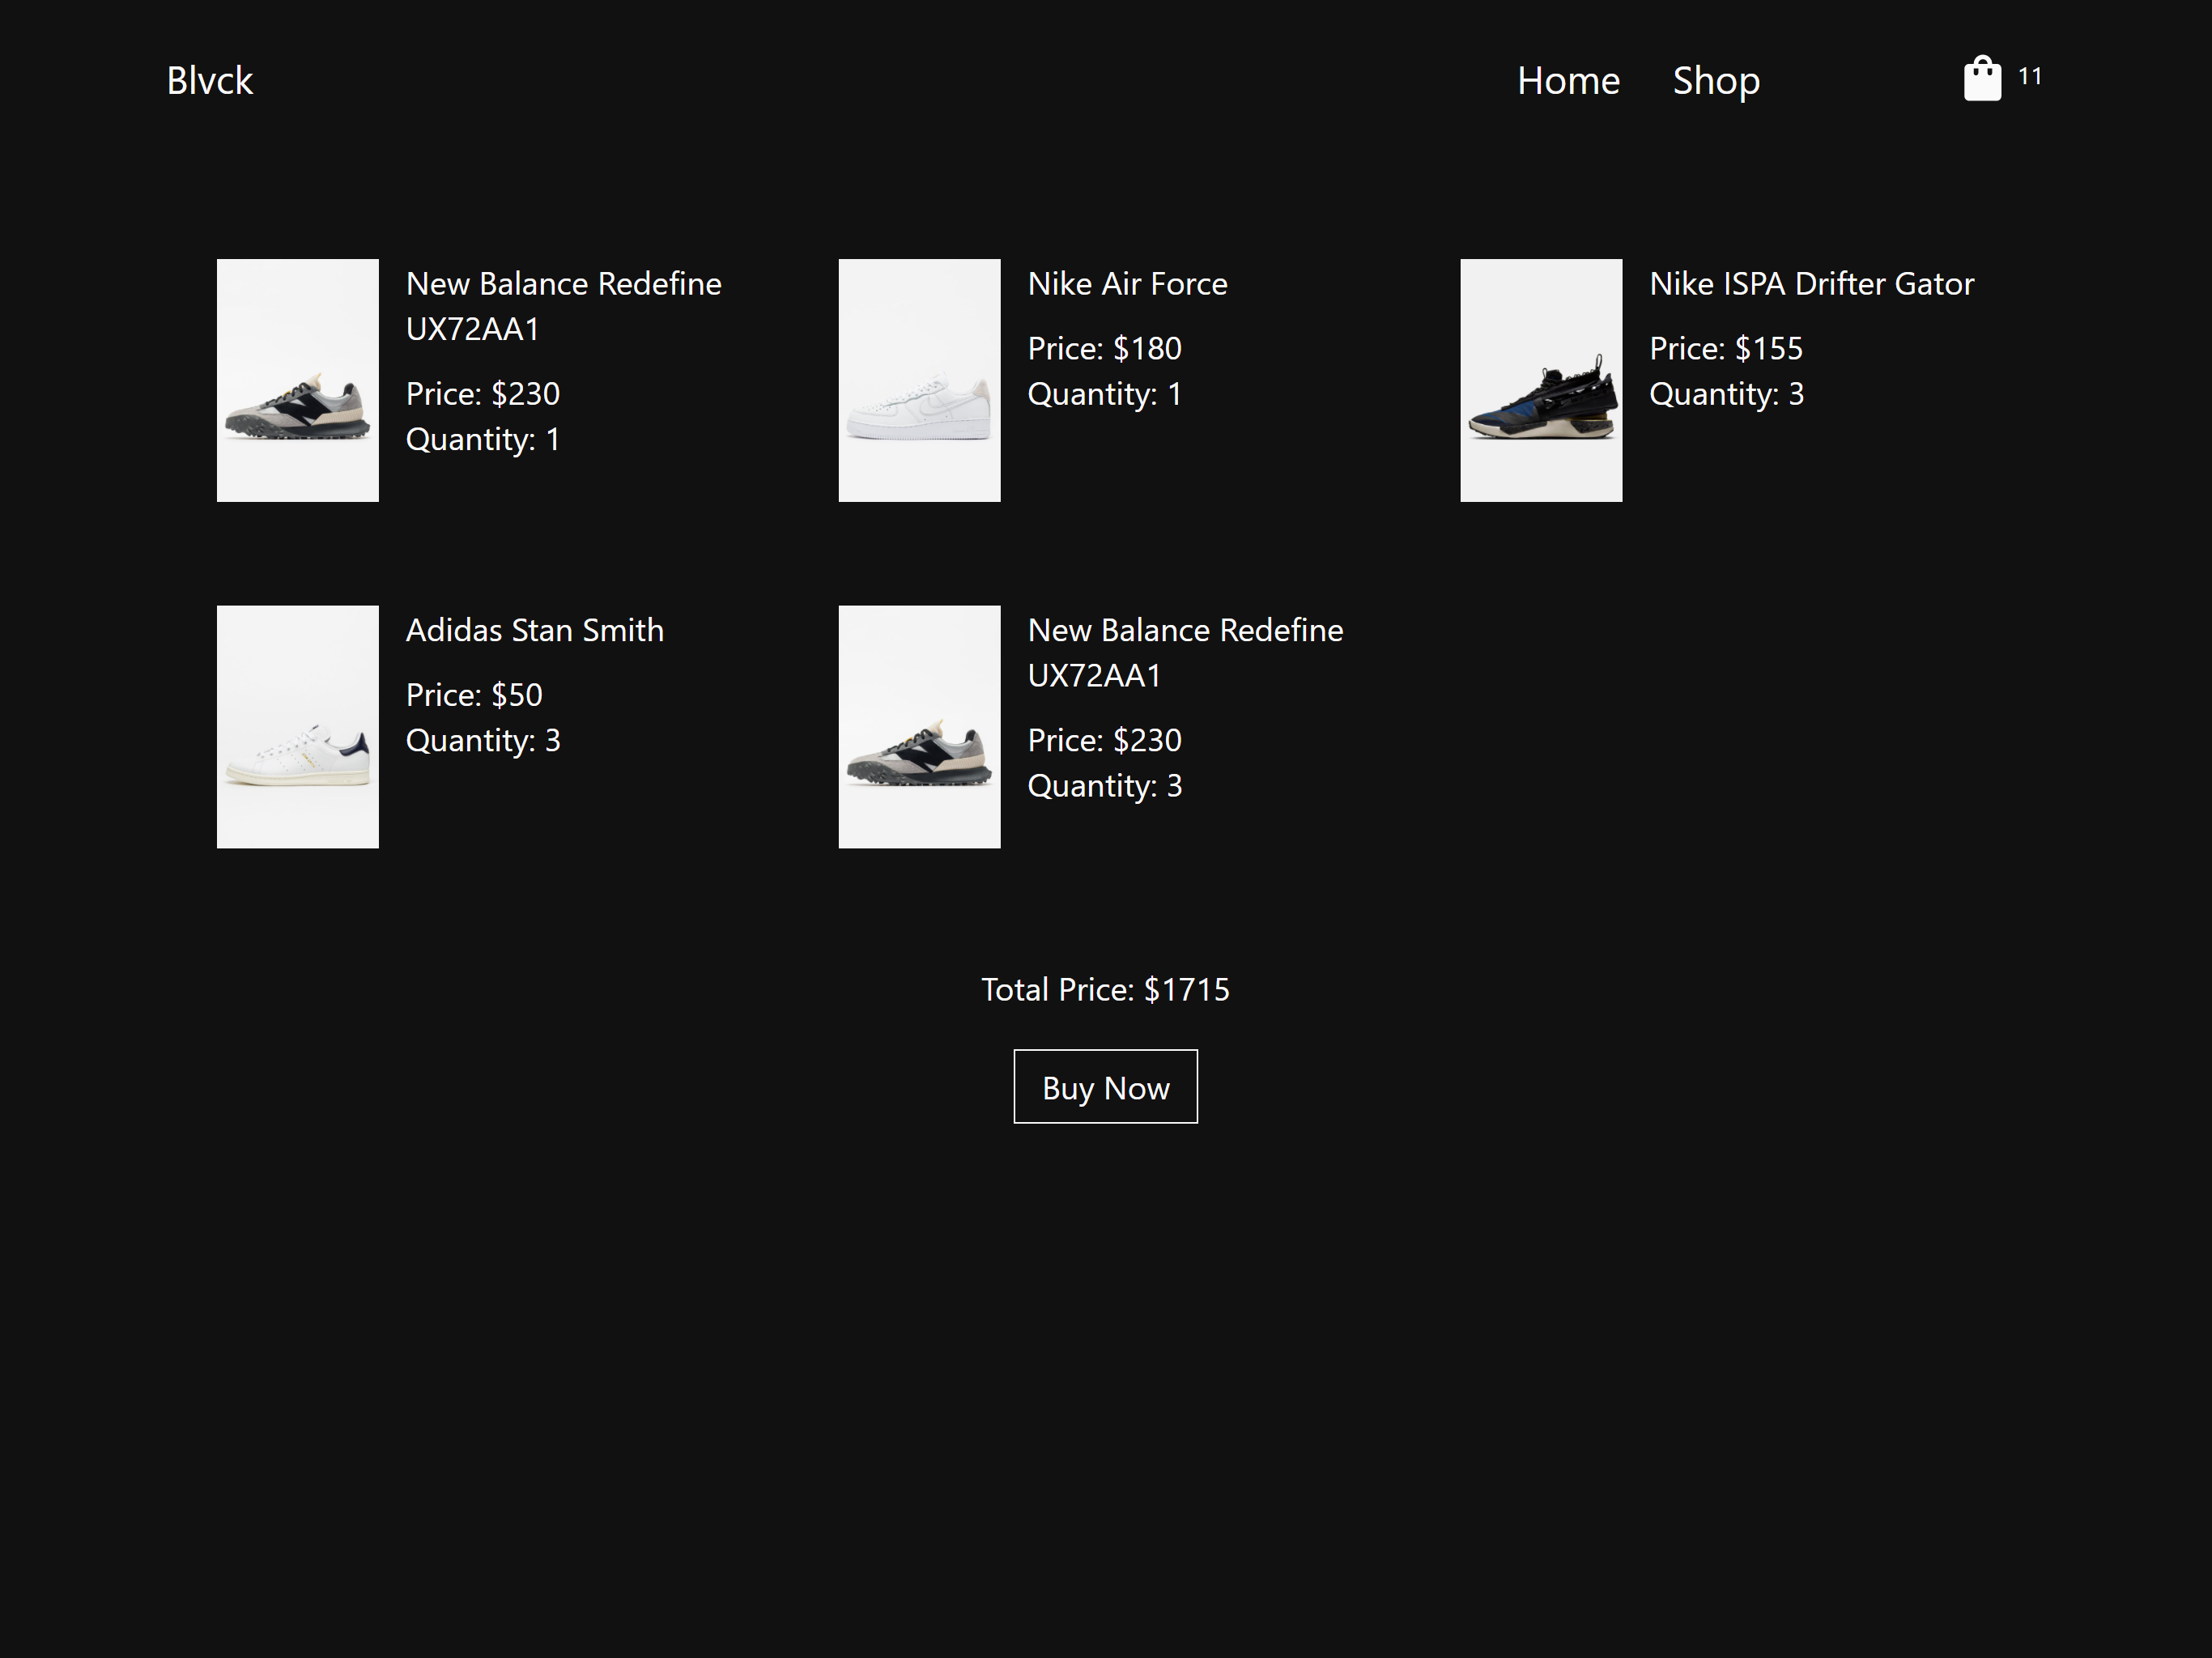 Blvck
Home
Shop
11
New Balance Redefine
UX72AA1
Price: $230
Quantity: 1
Nike Air Force
Price: $180
Quantity: 1
Nike ISPA Drifter Gator
Price: $155
Quantity: 3
Adidas Stan Smith
Price: $50
Quantity: 3
New Balance Redefine
UX72AA1
Price: $230
Quantity: 3
Total Price: $1715
Buy Now